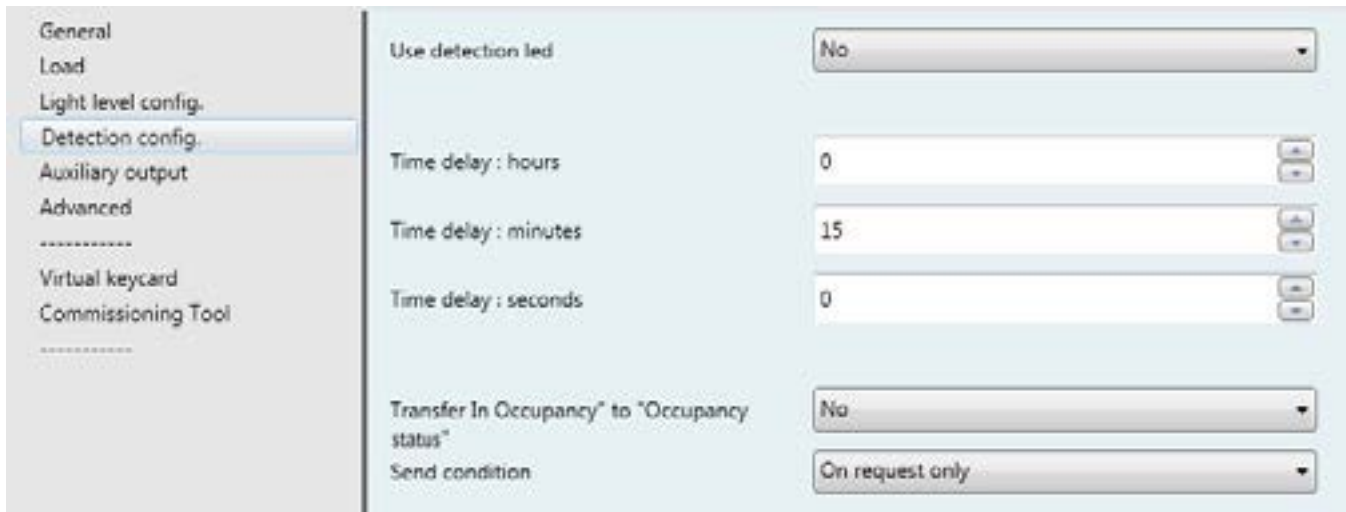 General
Load
Light level config.
Detection config.
Auxiliary output
Advanced
-----------
Virtual keycard
Commissioning Tool
-----------
Use detection led
No
Time delay : hours
0
Time delay : minutes
15
Time delay : seconds
0
Transfer In Occupancy" to "Occupancy
status"
No
Send condition
On request only